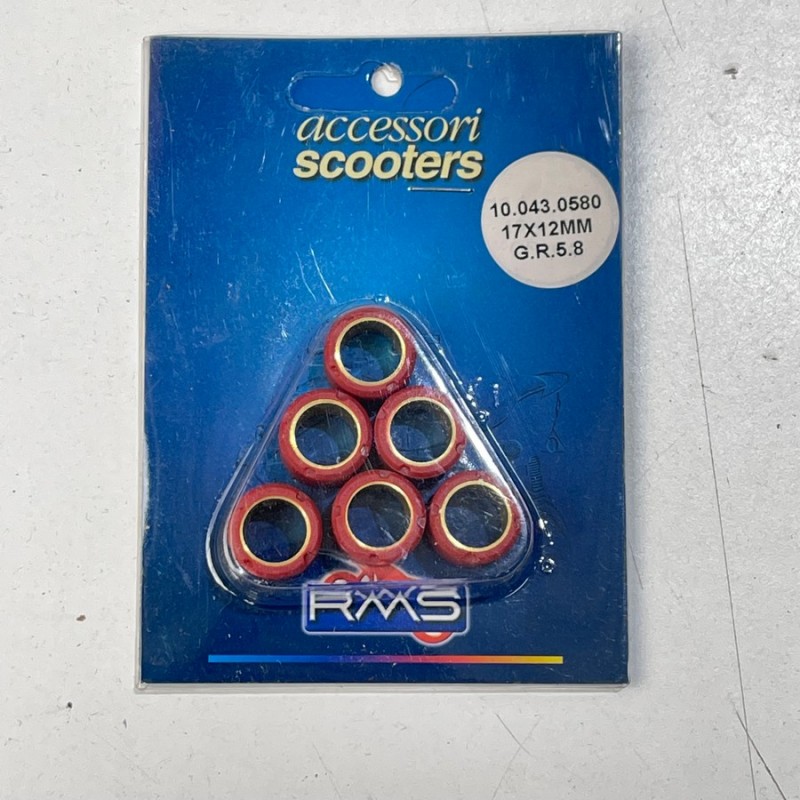 accessori
scooters
10.043.0580
17X12MM
G.R.5.8
RMS